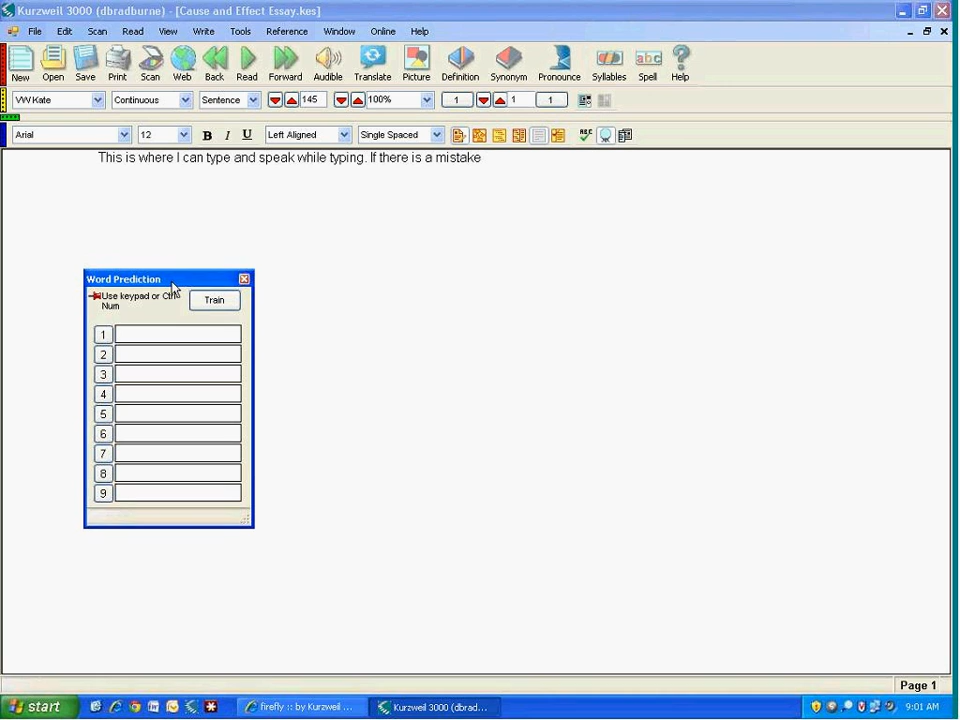 Kurzweil 3000 (dbradburne) - [Cause and Effect Essay.kes]
File Edit Scan Read View Write Tools Reference Window Online Help
New Open Save Print Scan Web Back Read Forward Audible Translate Picture Definition Synonym Pronounce Syllables Spell Help
VW Kate Continuous Sentence 145 100% 1 1 1
Arial 12 B I U Left Aligned Single Spaced
This is where I can type and speak while typing. If there is a mistake
Word Prediction
Use keypad or Ctrl
Num
Train
1
2
3
4
5
6
7
8
9
Page 1
start firefly :: by Kurzweil ... Kurzweil 3000 (dbrad... 9:01 AM